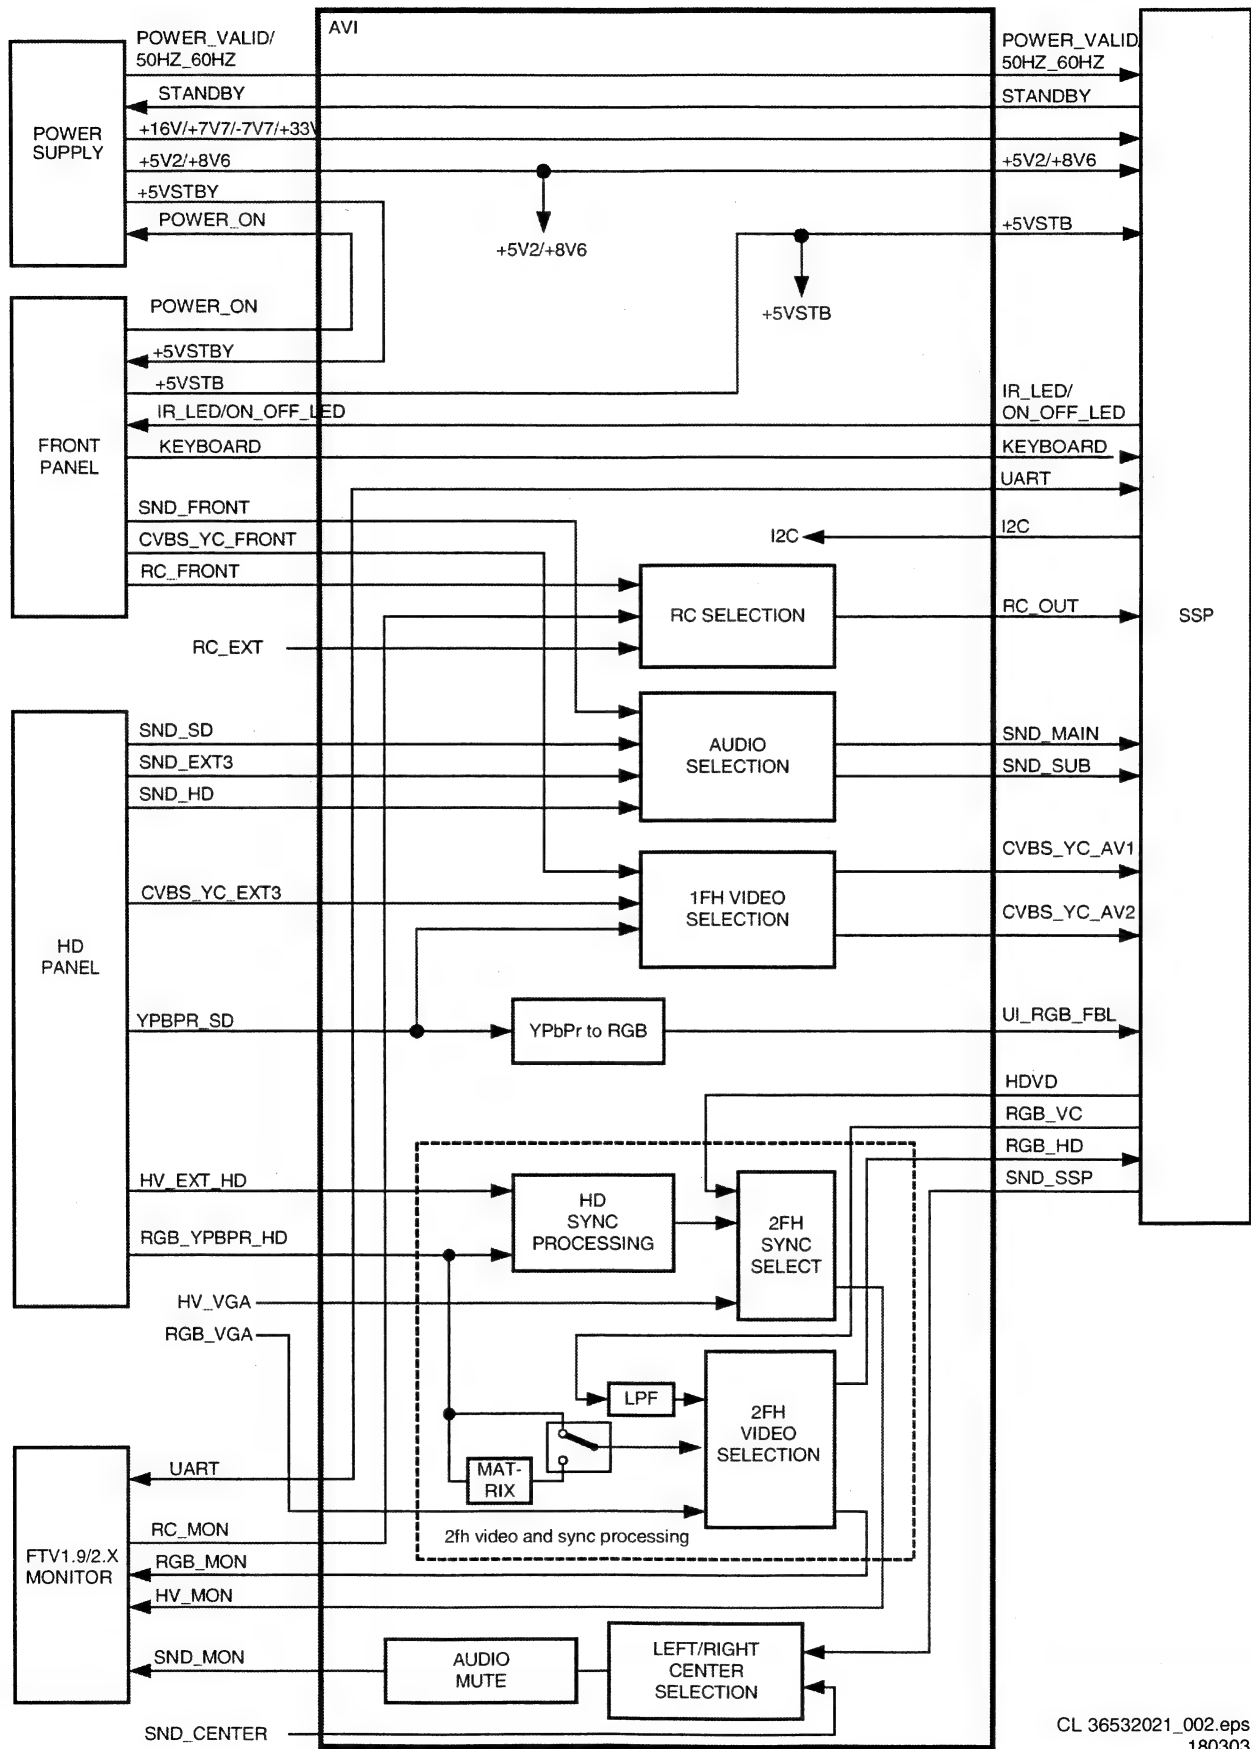 AVI
POWER_VALID/
50HZ_60HZ
STANDBY
+16V/+7V7/-7V7/+33V
+5V2/+8V6
+5VSTBY
POWER_ON
POWER
SUPPLY
+5V2/+8V6
+5VSTB
POWER_VALID
50HZ_60HZ
STANDBY
+5V2/+8V6
+5VSTB
POWER_ON
+5VSTBY
+5VSTB
IR_LED/ON_OFF_LED
KEYBOARD
SND_FRONT
CVBS_YC_FRONT
RC_FRONT
FRONT
PANEL
RC_EXT
IR_LED/
ON_OFF_LED
KEYBOARD
UART
I2C
I2C
RC SELECTION
RC_OUT
SSP
SND_SD
SND_EXT3
SND_HD
AUDIO
SELECTION
SND_MAIN
SND_SUB
CVBS_YC_EXT3
1FH VIDEO
SELECTION
CVBS_YC_AV1
CVBS_YC_AV2
HD
PANEL
YPBPR_SD
YPbPr to RGB
UI_RGB_FBL
HDVD
RGB_VC
RGB_HD
SND_SSP
HV_EXT_HD
RGB_YPBPR_HD
HD
SYNC
PROCESSING
2FH
SYNC
SELECT
HV_VGA
RGB_VGA
LPF
2FH
VIDEO
SELECTION
MAT-
RIX
2fh video and sync processing
UART
RC_MON
RGB_MON
HV_MON
SND_MON
FTV1.9/2.X
MONITOR
AUDIO
MUTE
LEFT/RIGHT
CENTER
SELECTION
SND_CENTER
CL 36532021_002.eps
180303